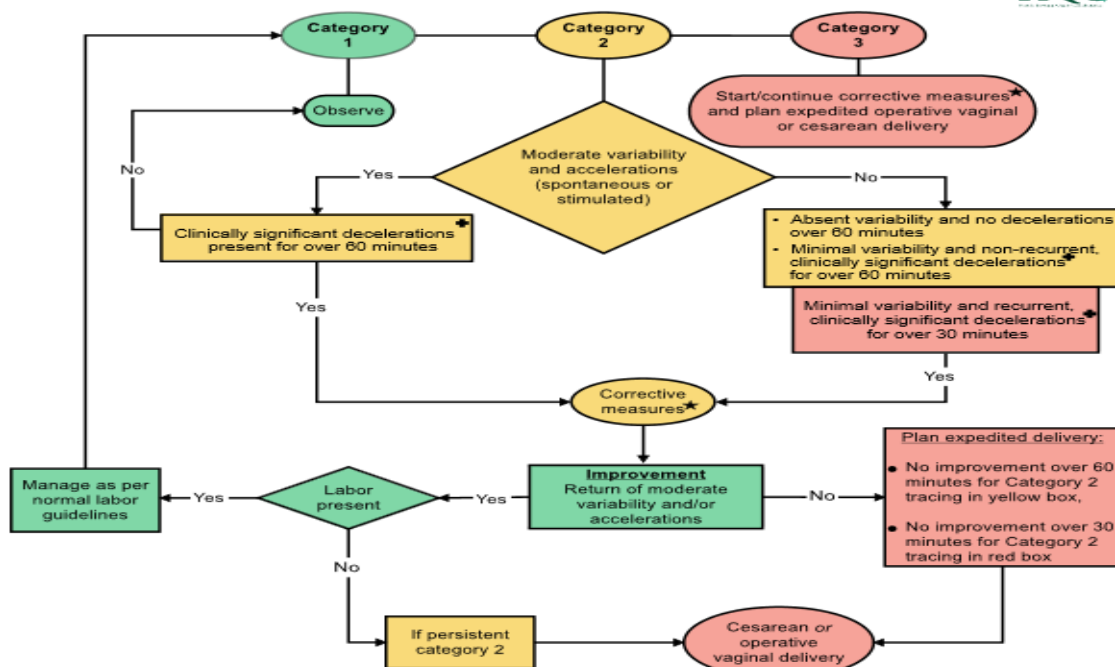 Category
1
Category
2
Category
3
Observe
Start/continue corrective measures★
and plan expedited operative vaginal
or cesarean delivery
No
Moderate variability
and accelerations
(spontaneous or
stimulated)
Yes
No
Clinically significant decelerations✚
present for over 60 minutes
- Absent variability and no decelerations
over 60 minutes
- Minimal variability and non-recurrent,
clinically significant decelerations✚
for over 60 minutes
Minimal variability and recurrent,
clinically significant decelerations✚
for over 30 minutes
Yes
Yes
Corrective
measures★
Manage as per
normal labor
guidelines
Yes
Labor
present
Yes
Improvement
Return of moderate
variability and/or
accelerations
No
Plan expedited delivery:
• No improvement over 60
minutes for Category 2
tracing in yellow box,
• No improvement over 30
minutes for Category 2
tracing in red box
No
If persistent
category 2
Cesarean or
operative
vaginal delivery